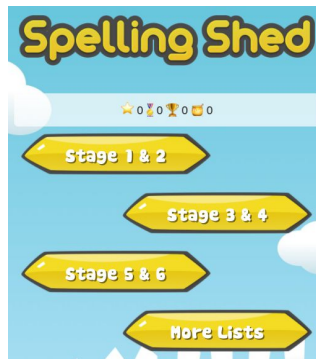 Spelling Shed
0 0 0 0
Stage 1 & 2
Stage 3 & 4
Stage 5 & 6
More Lists